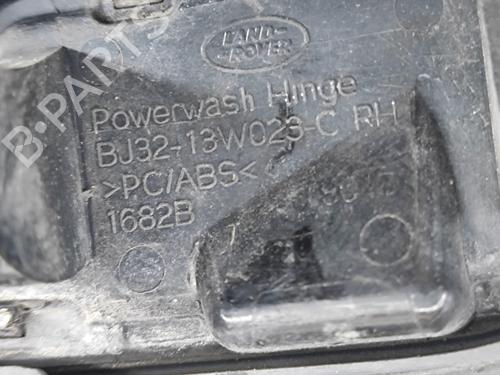 LAND-
ROVER
Powerwash Hinge
BJ32-13W023-C RH
>PC/ABS<
1682B
B-PARTS